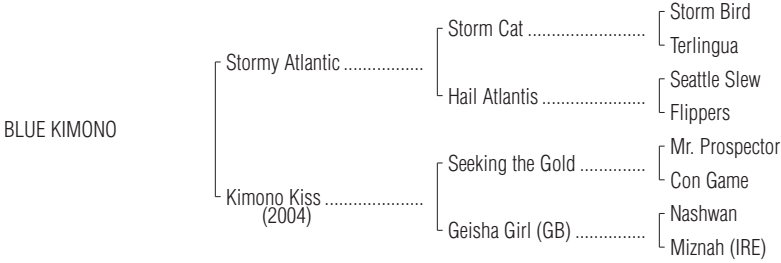 Storm Bird
Storm Cat ..........................
Terlingua
Stormy Atlantic .................
Seattle Slew
Hail Atlantis ......................
Flippers
BLUE KIMONO
Mr. Prospector
Seeking the Gold ..............
Con Game
Kimono Kiss .....................
(2004)
Nashwan
Geisha Girl (GB) ...............
Miznah (IRE)